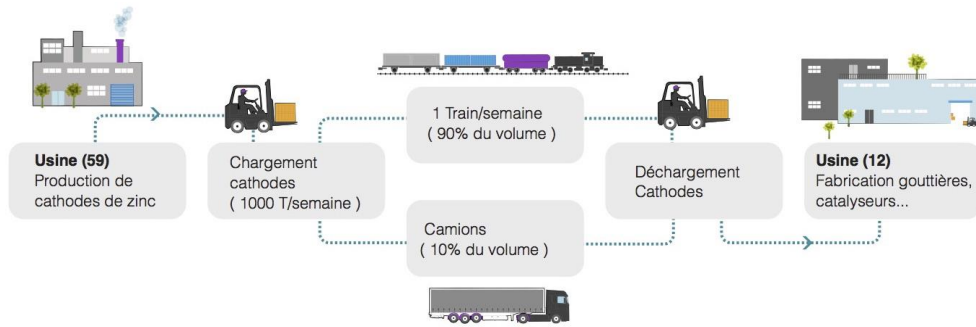 Usine (59)
Production de
cathodes de zinc
Chargement
cathodes
( 1000 T/semaine )
1 Train/semaine
( 90% du volume )
Camions
( 10% du volume )
Déchargement
Cathodes
Usine (12)
Fabrication gouttières,
catalyseurs...